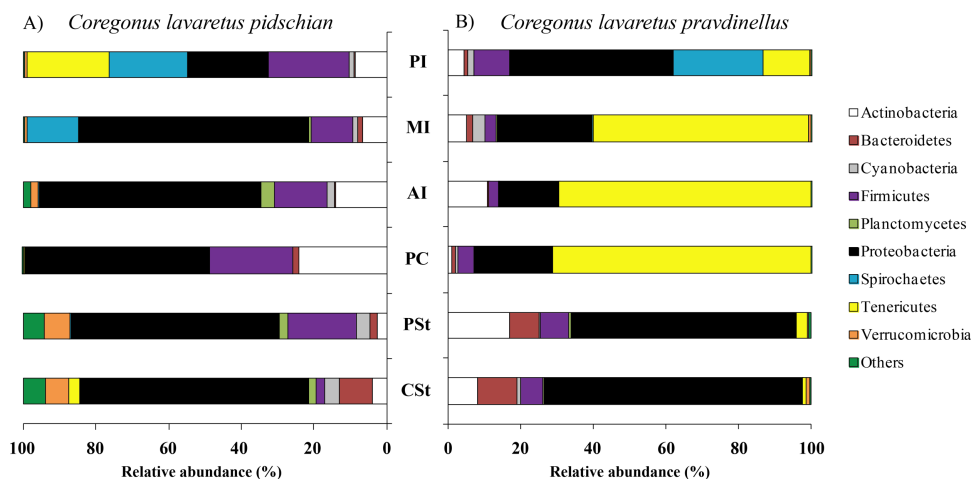 A) Coregonus lavaretus pidschian
B) Coregonus lavaretus pravdinellus
PI
MI
AI
PC
PSt
CSt
100 80 60 40 20 0
Relative abundance (%)
0 20 40 60 80 100
Relative abundance (%)
Actinobacteria
Bacteroidetes
Cyanobacteria
Firmicutes
Planctomycetes
Proteobacteria
Spirochaetes
Tenericutes
Verrucomicrobia
Others